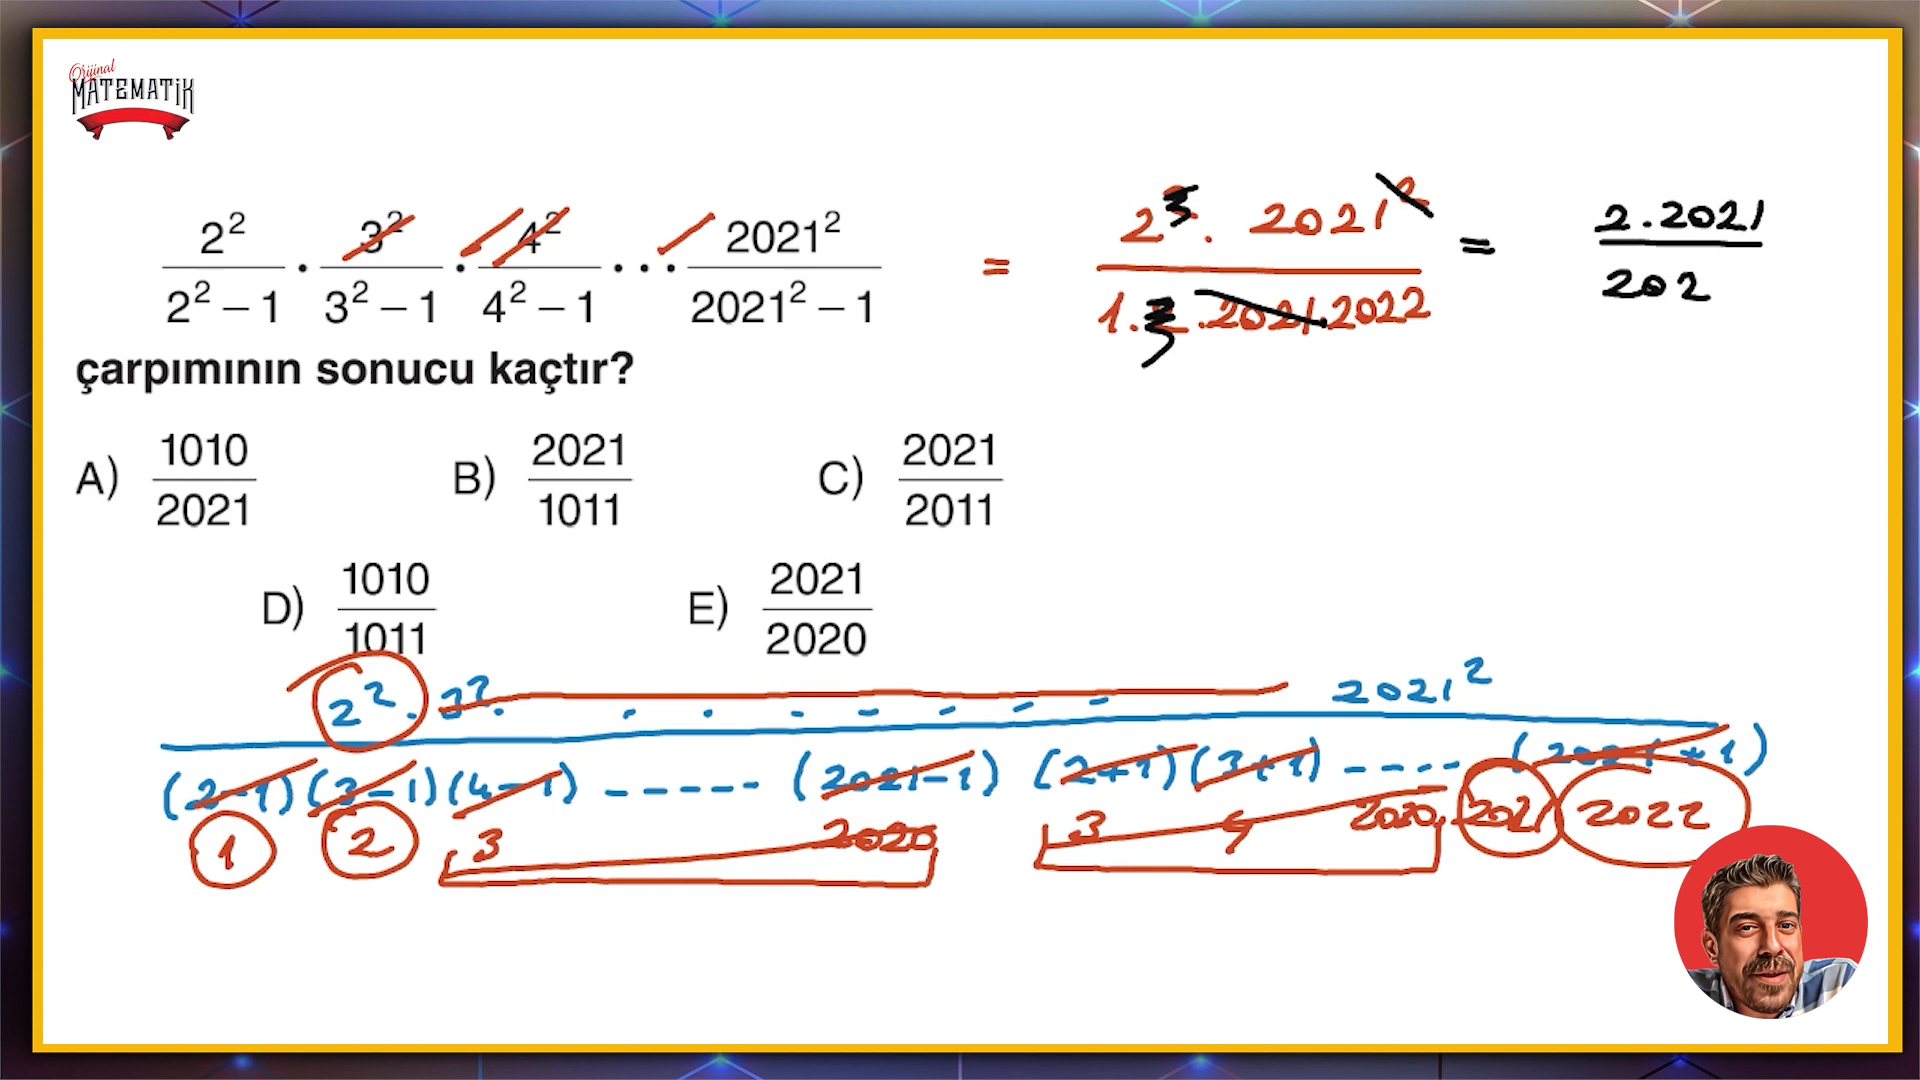 Orijinal
MATEMATİK
2² / (2² – 1) · 3² / (3² – 1) · 4² / (4² – 1) ··· 2021² / (2021² – 1) = 2 . 2021 / 1 . . 2021 . 2022 = 2 . 2021 / 202
çarpımının sonucu kaçtır?
A) 1010/2021 B) 2021/1011 C) 2021/2011
D) 1010/1011 E) 2021/2020
2² . 3² . . . . - - - - 2021²
(2-1)(3-1)(4-1) ------ (2021-1) (2+1)(3+1) ---- (2021+1)
1 2 3 2020 3 4 2020 2021 2022